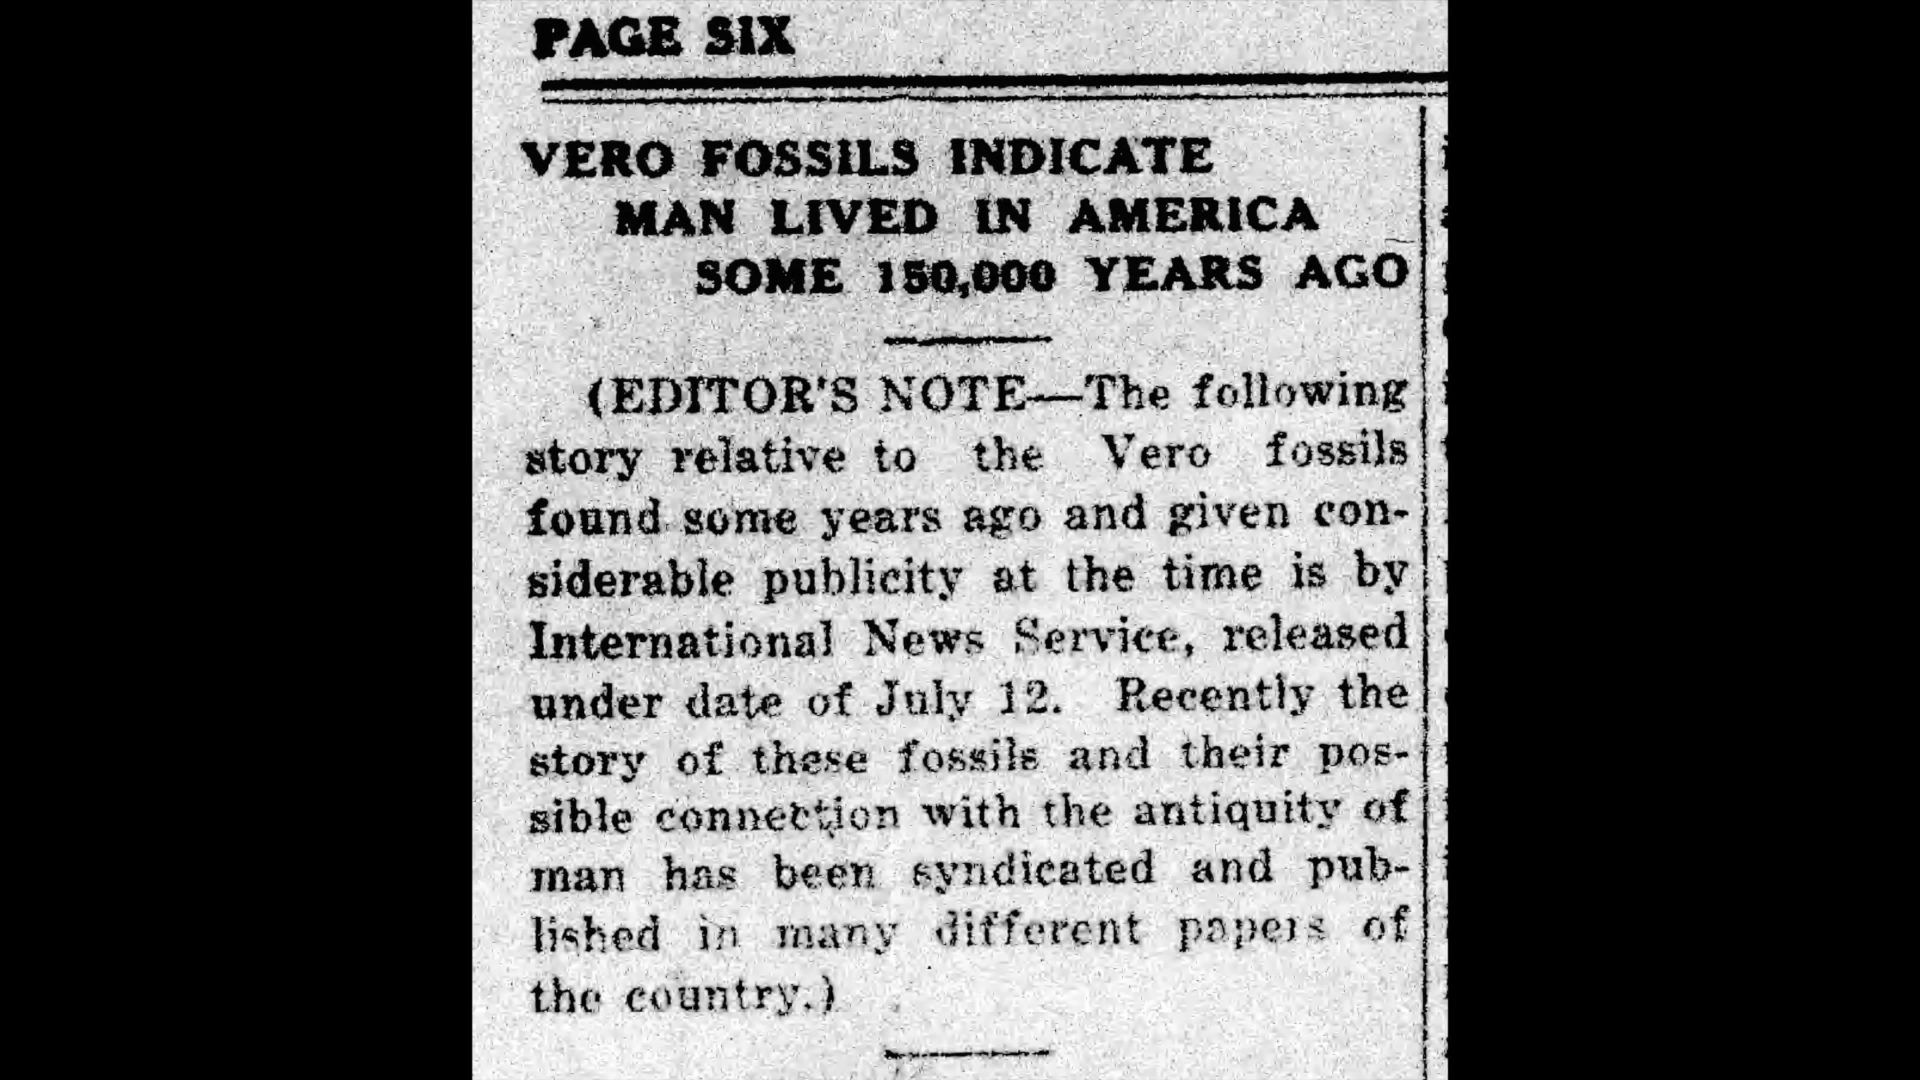 PAGE SIX
VERO FOSSILS INDICATE
MAN LIVED IN AMERICA
SOME 150,000 YEARS AGO
(EDITOR'S NOTE—The following
story relative to the Vero fossils
found some years ago and given con-
siderable publicity at the time is by
International News Service, released
under date of July 12. Recently the
story of these fossils and their pos-
sible connection with the antiquity of
man has been syndicated and pub-
lished in many different papers of
the country.)